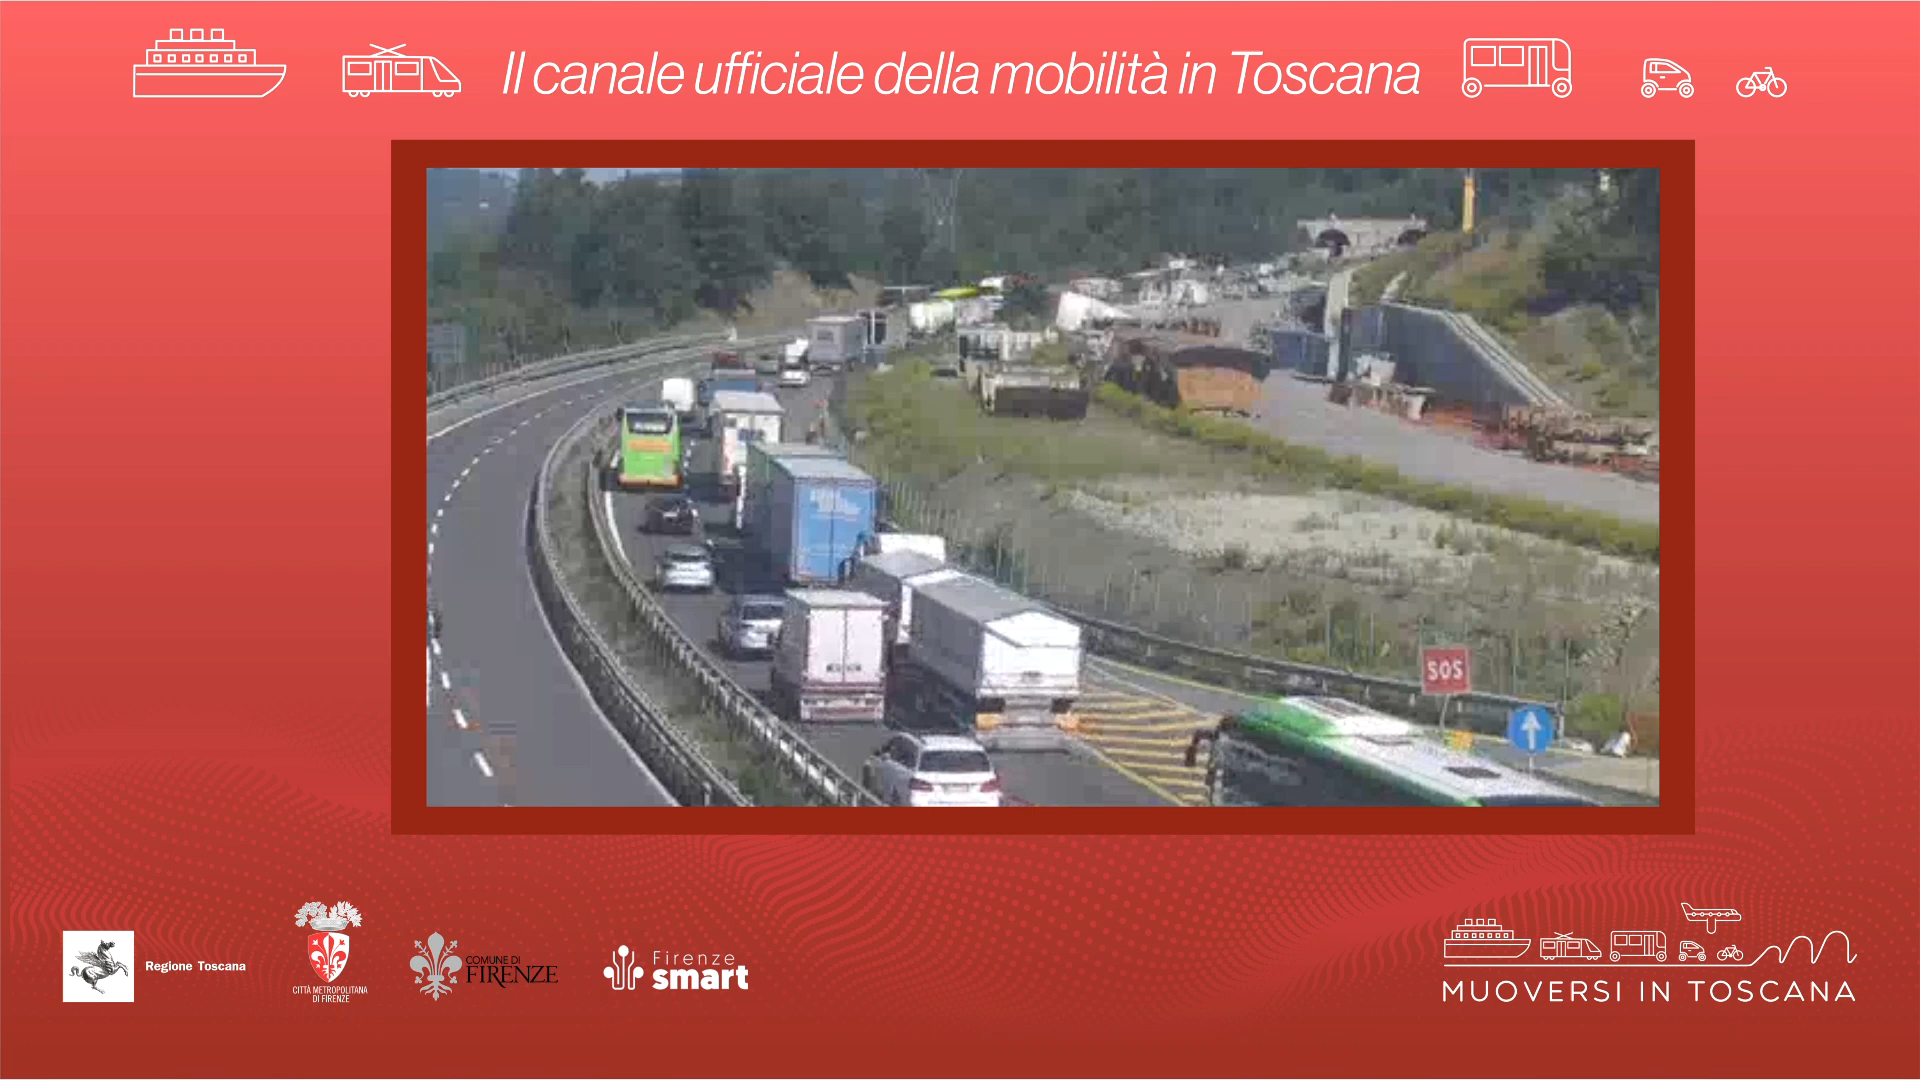 Il canale ufficiale della mobilità in Toscana
SOS
Regione Toscana
CITTÀ METROPOLITANA
DI FIRENZE
COMUNE DI
FIRENZE
Firenze
smart
MUOVERSI IN TOSCANA